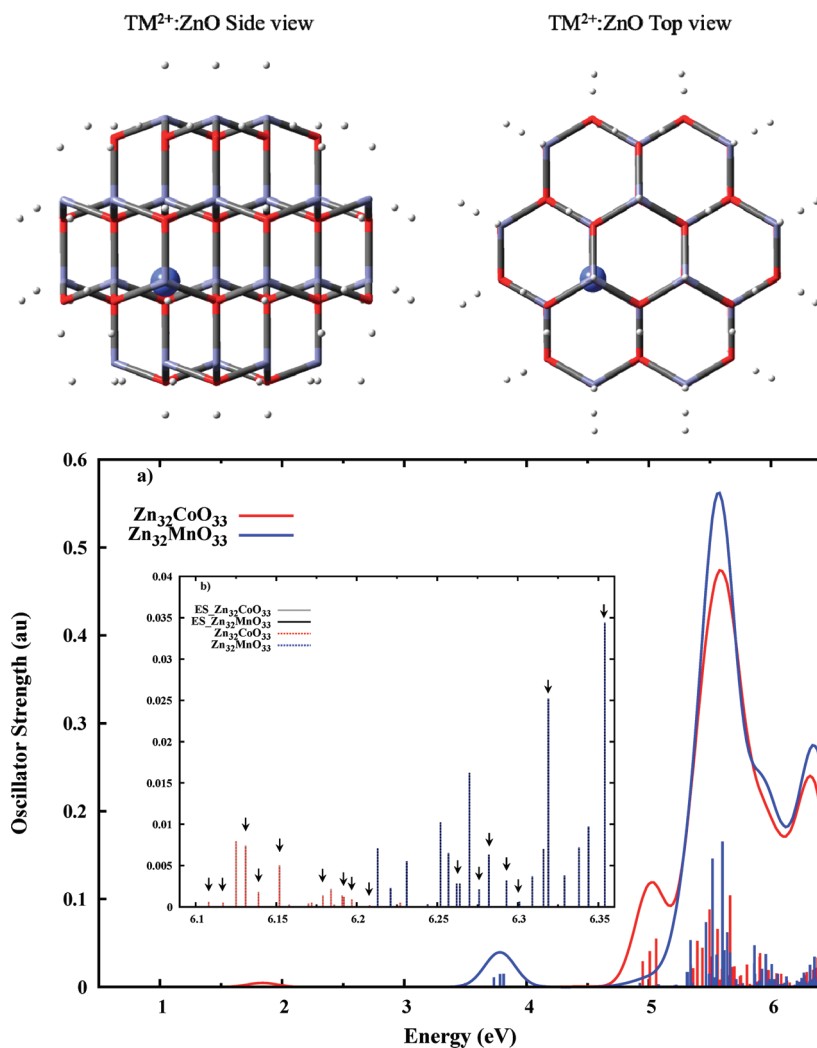 TM²⁺:ZnO Side view
TM²⁺:ZnO Top view
a)
Zn₃₂CoO₃₃
Zn₃₂MnO₃₃
b)
ES_Zn₃₂CoO₃₃
ES_Zn₃₂MnO₃₃
Zn₃₂CoO₃₃
Zn₃₂MnO₃₃
0.04
0.035
0.03
0.025
0.02
0.015
0.01
0.005
0
6.1
6.15
6.2
6.25
6.3
6.35
0.6
0.5
0.4
0.3
0.2
0.1
0
Oscillator Strength (au)
1
2
3
4
5
6
Energy (eV)